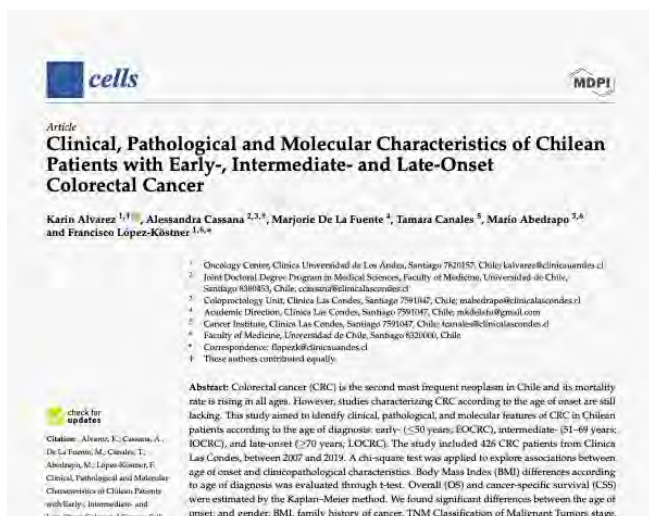 cells
MDPI
Article
Clinical, Pathological and Molecular Characteristics of Chilean
Patients with Early-, Intermediate- and Late-Onset
Colorectal Cancer
Karin Alvarez 1,†, Alessandra Cassana 2,3,†, Marjorie De La Fuente 4, Tamara Canales 5, Mario Abedrapo 3,6
and Francisco López-Köstner 1,6,*
1 Oncology Center, Clínica Universidad de Los Andes, Santiago 7620157, Chile; kalvarez@clinicauandes.cl
2 Joint Doctoral Degree Program in Medical Sciences, Faculty of Medicine, Universidad de Chile,
Santiago 8380453, Chile; ccassana@clinicalascondes.cl
3 Coloproctology Unit, Clínica Las Condes, Santiago 7591047, Chile; mabedrapo@clinicalascondes.cl
4 Academic Direction, Clínica Las Condes, Santiago 7591047, Chile; mkdelafu@gmail.com
5 Cancer Institute, Clínica Las Condes, Santiago 7591047, Chile; tcanales@clinicalascondes.cl
6 Faculty of Medicine, Universidad de Chile, Santiago 8320000, Chile
* Correspondence: flopezk@clinicauandes.cl
† These authors contributed equally.
Abstract: Colorectal cancer (CRC) is the second most frequent neoplasm in Chile and its mortality
rate is rising in all ages. However, studies characterizing CRC according to the age of onset are still
lacking. This study aimed to identify clinical, pathological, and molecular features of CRC in Chilean
patients according to the age of diagnosis: early- (≤50 years; EOCRC), intermediate- (51–69 years;
IOCRC), and late-onset (≥70 years; LOCRC). The study included 426 CRC patients from Clinica
Las Condes, between 2007 and 2019. A chi-square test was applied to explore associations between
age of onset and clinicopathological characteristics. Body Mass Index (BMI) differences according
to age of diagnosis was evaluated through t-test. Overall (OS) and cancer-specific survival (CSS)
were estimated by the Kaplan–Meier method. We found significant differences between the age of
onset, and gender, BMI, family history of cancer, TNM Classification of Malignant Tumors stage,
check for
updates
Citation: Alvarez, K.; Cassana, A.;
De La Fuente, M.; Canales, T.;
Abedrapo, M.; López-Köstner, F.
Clinical, Pathological and Molecular
Characteristics of Chilean Patients
with Early-, Intermediate- and